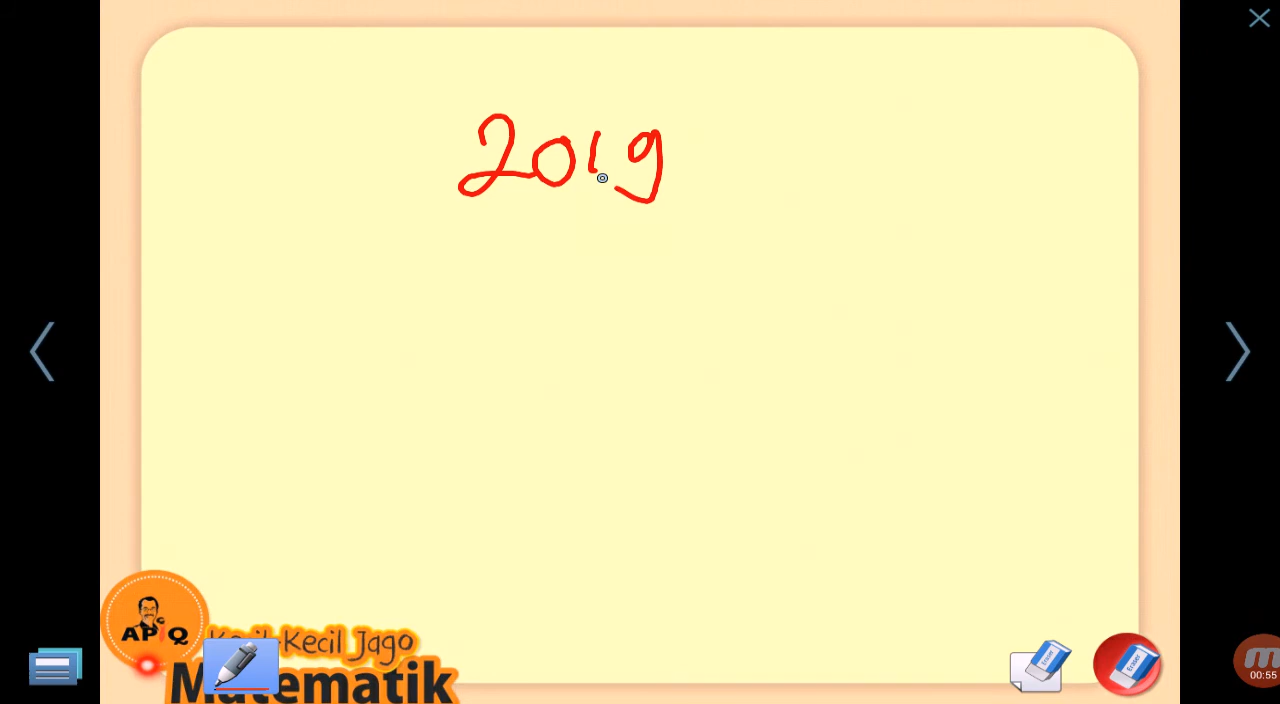 2019
APiQ
Kecil-Kecil Jago
Matematik
Eraser
Eraser
00:55